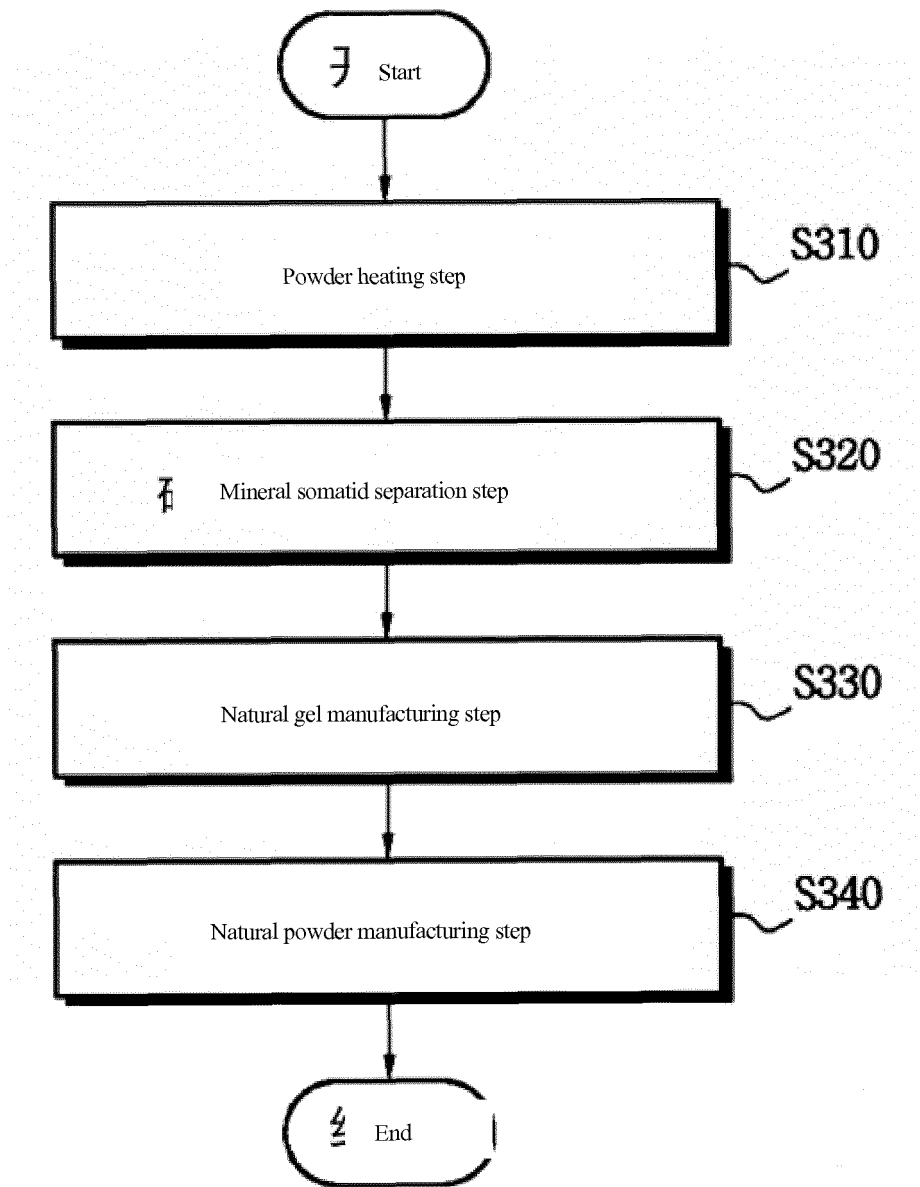 Start
Powder heating step
S310
Mineral somatid separation step
S320
Natural gel manufacturing step
S330
Natural powder manufacturing step
S340
End